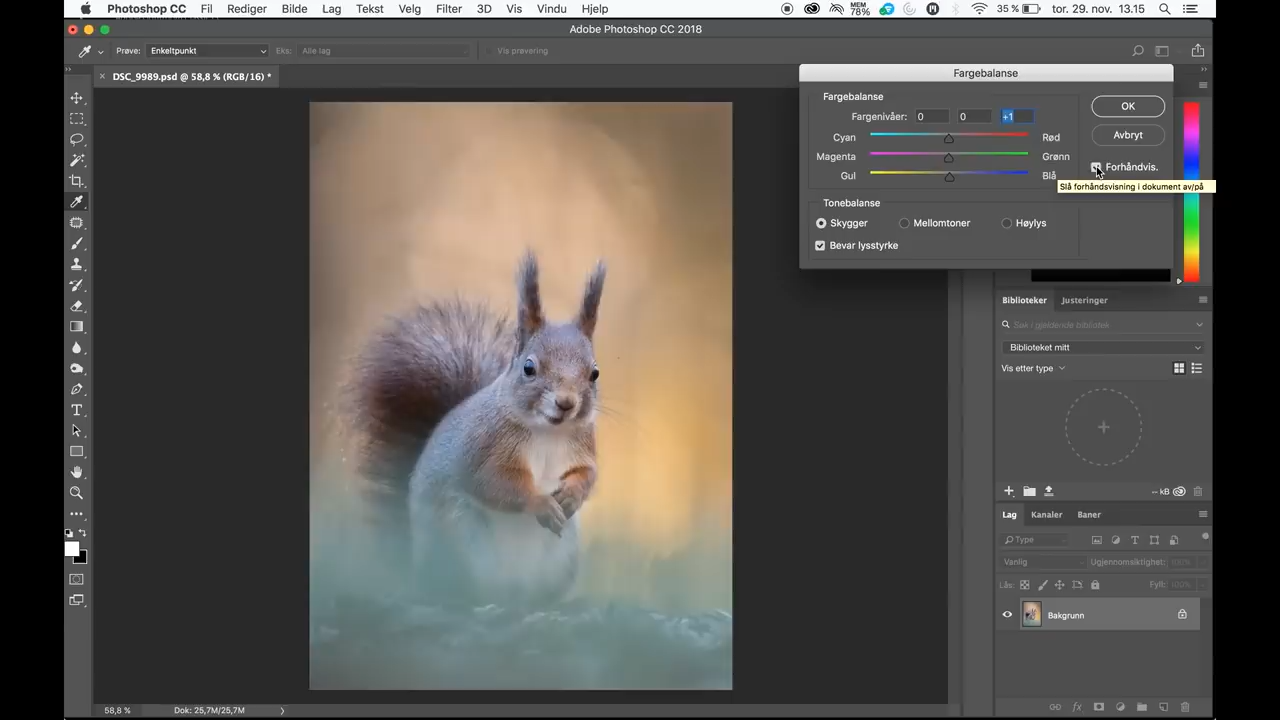 Photoshop CC Fil Rediger Bilde Lag Tekst Velg Filter 3D Vis Vindu Hjelp MEM 78% 35 % tor. 29. nov. 13.15
Adobe Photoshop CC 2018
Prøve: Enkeltpunkt Eks: Alle lag Vis prøvering
DSC_9989.psd @ 58,8 % (RGB/16) *
Fargebalanse
Fargebalanse
Fargenivåer: 0 0 +1
OK
Cyan Rød
Avbryt
Magenta Grønn
Gul Blå
Forhåndvis.
Slå forhåndsvisning i dokument av/på
Tonebalanse
Skygger Mellomtoner Høylys
Bevar lysstyrke
Biblioteker Justeringer
Søk i gjeldende bibliotek
Biblioteket mitt
Vis etter type
-- kB
Lag Kanaler Baner
Type
Vanlig Ugjennomsiktighet: 100%
Lås: Fyll: 100%
Bakgrunn
58,8 % Dok: 25,7M/25,7M